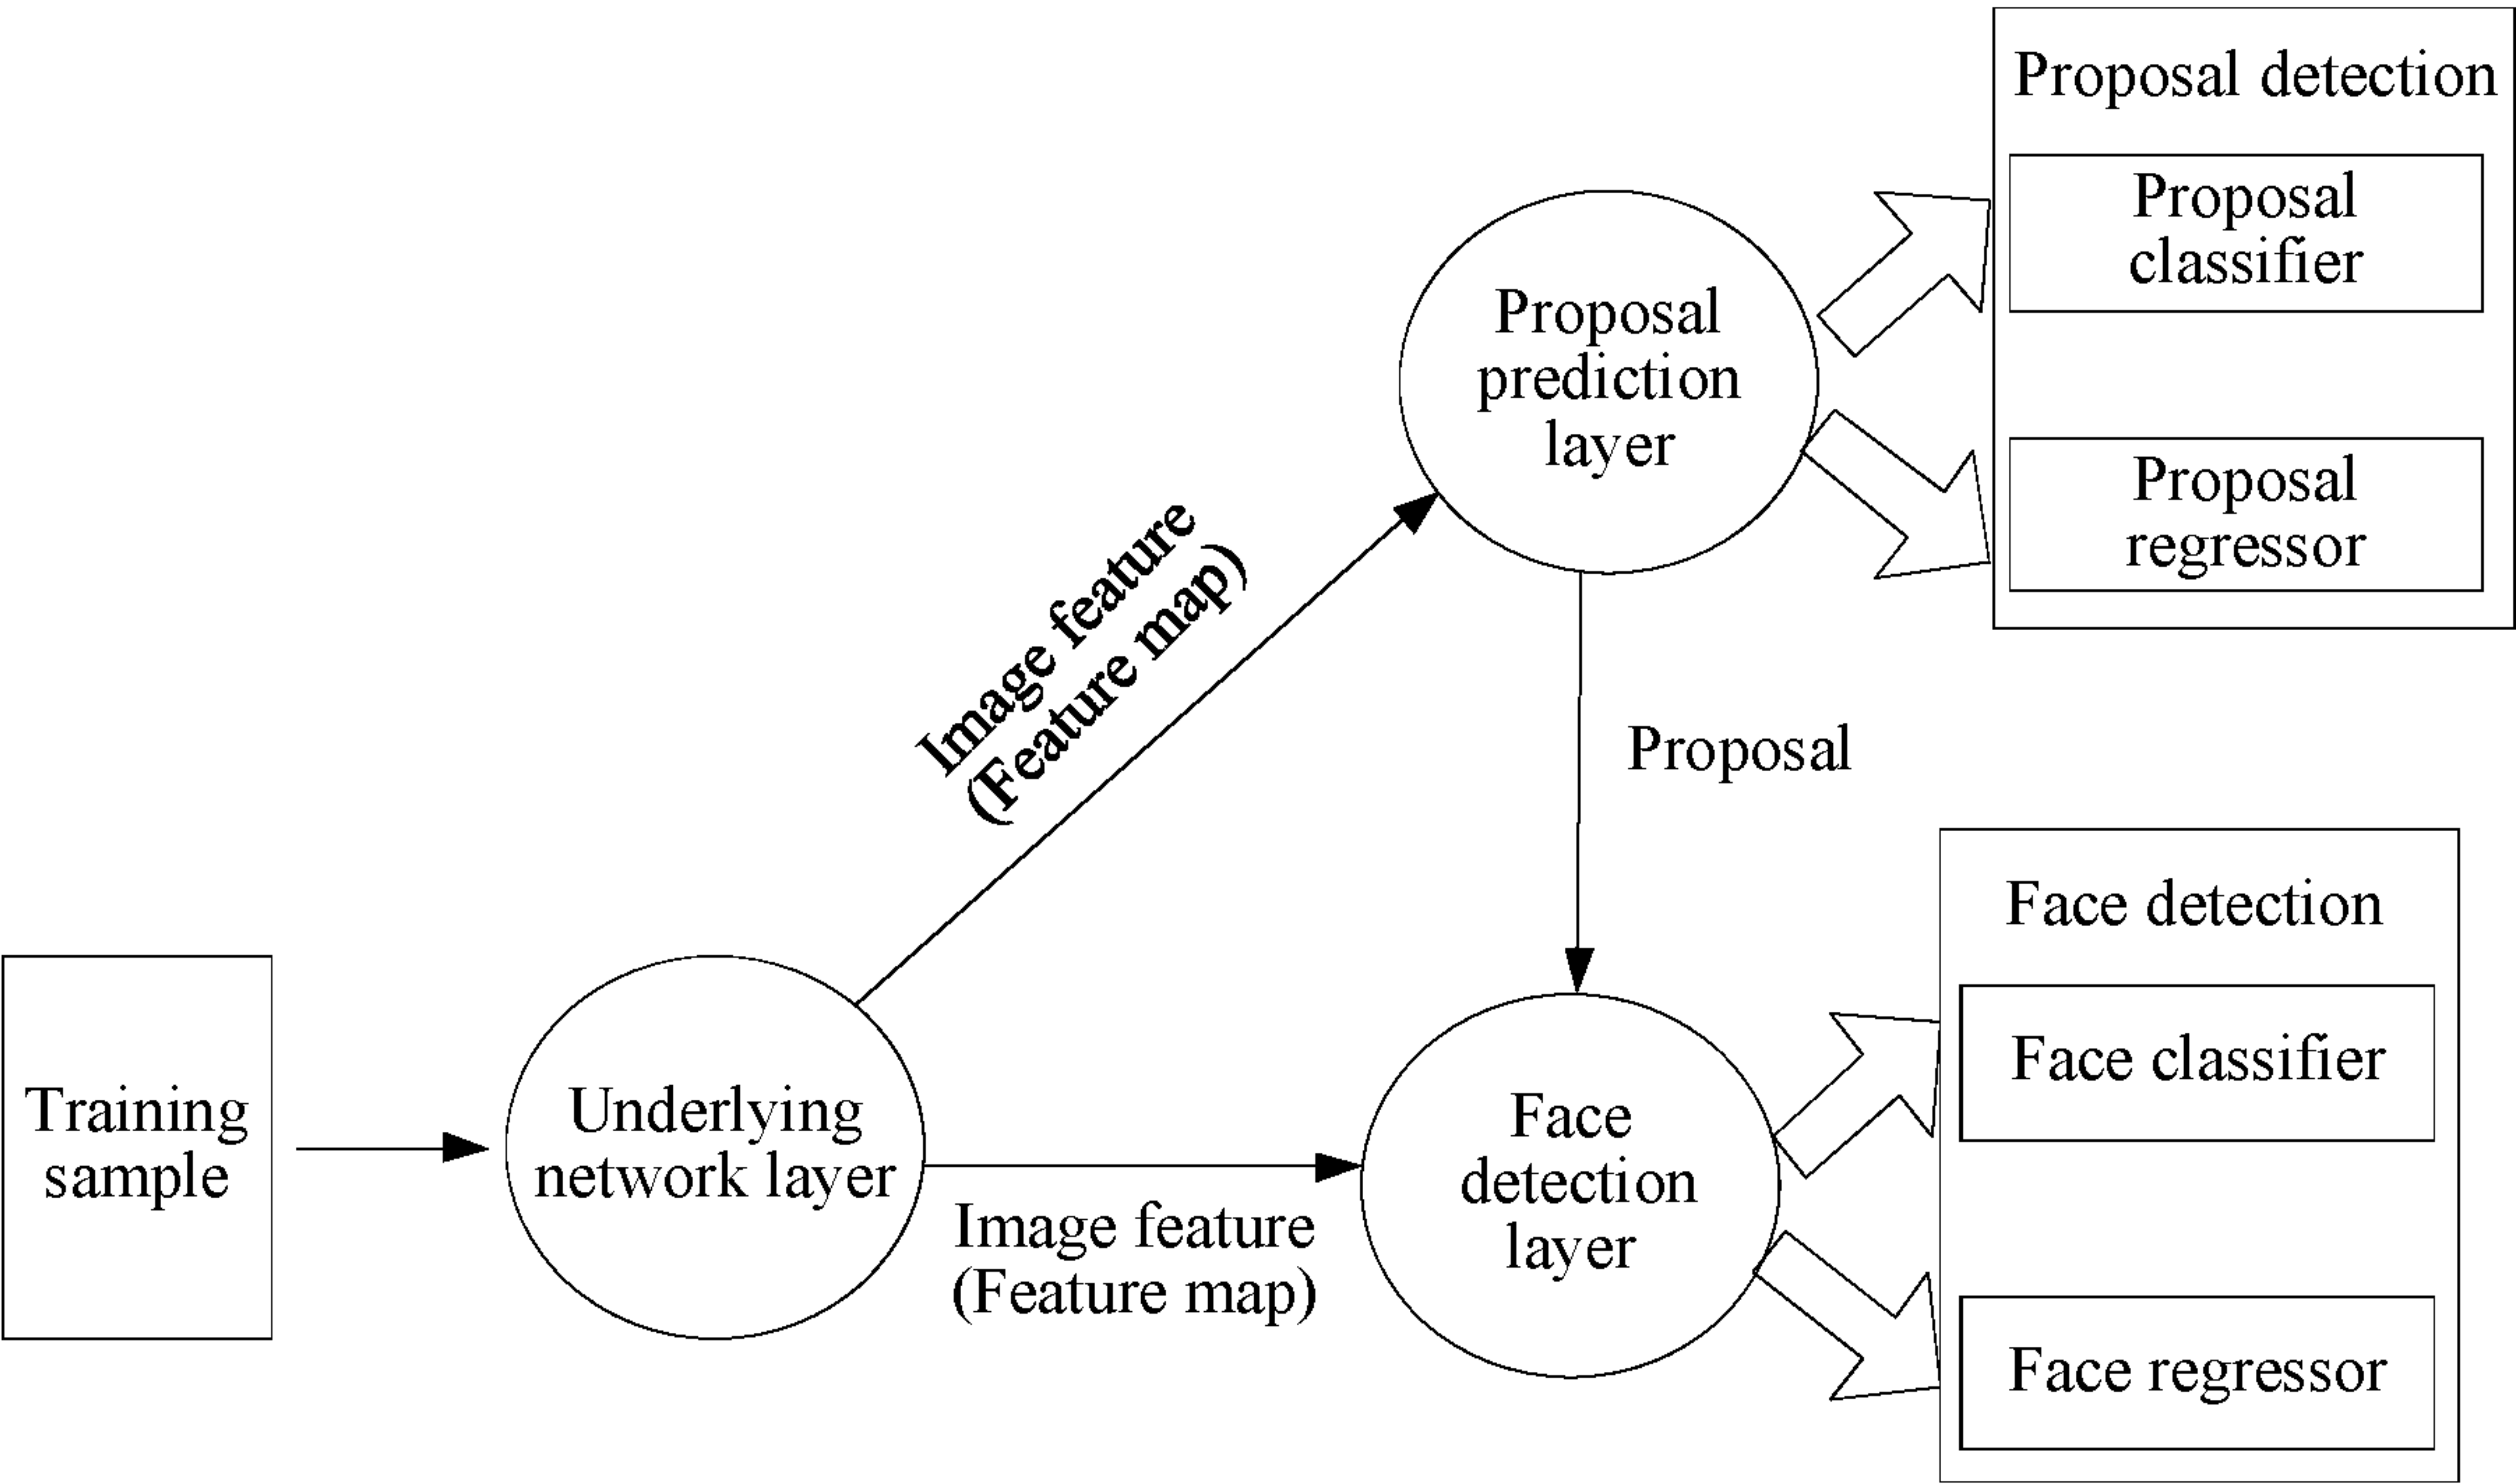 Proposal detection
Proposal
classifier
Proposal
prediction
layer
Proposal
regressor
Image feature
(Feature map)
Proposal
Face detection
Training
sample
Underlying
network layer
Face
detection
layer
Face classifier
Image feature
(Feature map)
Face regressor